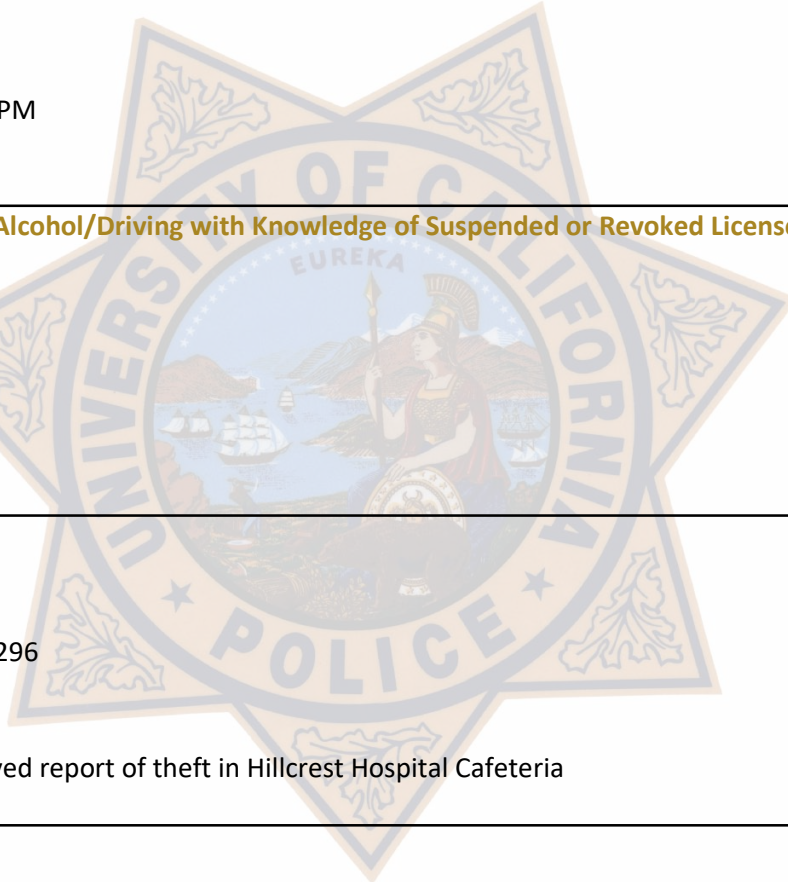 PM
UNIVERSITY OF CALIFORNIA
Alcohol/Driving with Knowledge of Suspended or Revoked License
EUREKA
POLICE
296
ved report of theft in Hillcrest Hospital Cafeteria